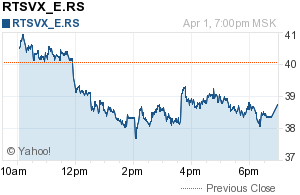 RTSVX_E.RS
RTSVX_E.RS Apr 1, 7:00pm MSK
41
40
39
38
37
© Yahoo!
10am 12pm 2pm 4pm 6pm
Previous Close